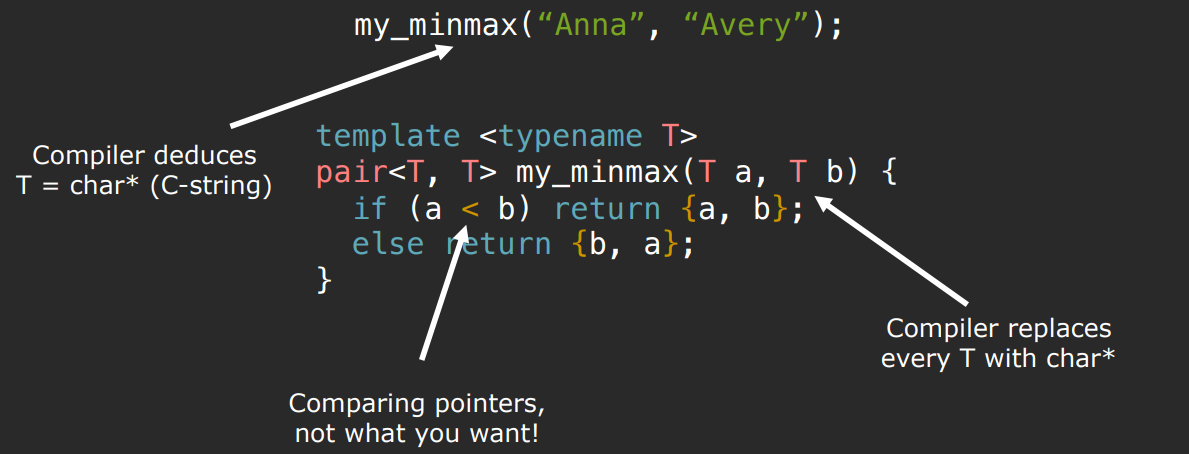 my_minmax(“Anna”, “Avery”);
Compiler deduces
T = char* (C-string)
template <typename T>
pair<T, T> my_minmax(T a, T b) {
if (a < b) return {a, b};
else return {b, a};
}
Compiler replaces
every T with char*
Comparing pointers,
not what you want!